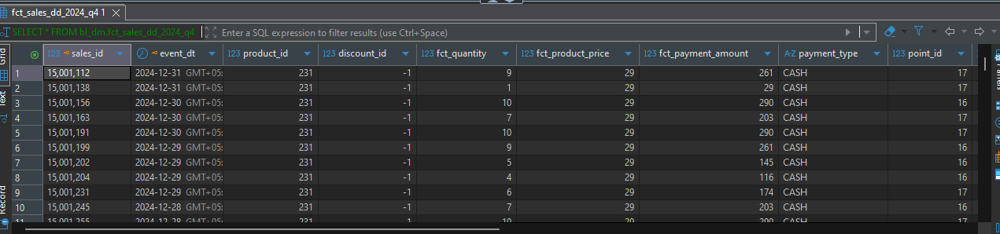 fct_sales_dd_2024_q4 1
SELECT * FROM bl_dm.fct_sales_dd_2024_q4 Enter a SQL expression to filter results (use Ctrl+Space)
Grid
Text
Record
123 sales_id event_dt 123 product_id 123 discount_id 123 fct_quantity 123 fct_product_price 123 fct_payment_amount A-Z payment_type 123 point_id
1 15,001,112 2024-12-31 GMT+05: 231 -1 9 29 261 CASH 17
2 15,001,138 2024-12-31 GMT+05: 231 -1 1 29 29 CASH 17
3 15,001,156 2024-12-30 GMT+05: 231 -1 10 29 290 CASH 16
4 15,001,163 2024-12-30 GMT+05: 231 -1 7 29 203 CASH 17
5 15,001,191 2024-12-30 GMT+05: 231 -1 10 29 290 CASH 17
6 15,001,199 2024-12-29 GMT+05: 231 -1 9 29 261 CASH 16
7 15,001,202 2024-12-29 GMT+05: 231 -1 5 29 145 CASH 16
8 15,001,204 2024-12-29 GMT+05: 231 -1 4 29 116 CASH 16
9 15,001,231 2024-12-29 GMT+05: 231 -1 6 29 174 CASH 17
10 15,001,245 2024-12-28 GMT+05: 231 -1 7 29 203 CASH 16
11 15,001,255 2024-12-28 GMT+05: 231 -1 10 29 290 CASH 17